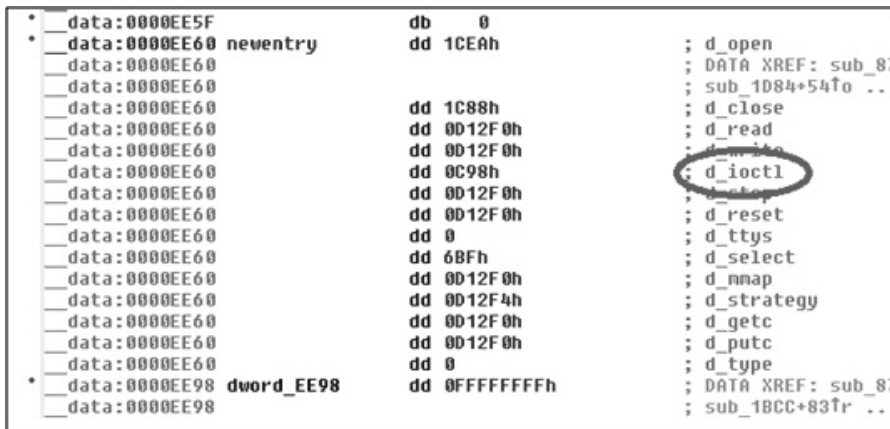 __data:0000EE5F db 0
__data:0000EE60 newentry dd 1CEAh ; d_open
__data:0000EE60 ; DATA XREF: sub_87
__data:0000EE60 ; sub_1D84+54↑o ..
__data:0000EE60 dd 1C88h ; d_close
__data:0000EE60 dd 0D12F0h ; d_read
__data:0000EE60 dd 0D12F0h ; d_write
__data:0000EE60 dd 0C98h ; d_ioctl
__data:0000EE60 dd 0D12F0h ; d_stop
__data:0000EE60 dd 0D12F0h ; d_reset
__data:0000EE60 dd 0 ; d_ttys
__data:0000EE60 dd 6BFh ; d_select
__data:0000EE60 dd 0D12F0h ; d_mmap
__data:0000EE60 dd 0D12F4h ; d_strategy
__data:0000EE60 dd 0D12F0h ; d_getc
__data:0000EE60 dd 0D12F0h ; d_putc
__data:0000EE60 dd 0 ; d_type
__data:0000EE98 dword_EE98 dd 0FFFFFFFFh ; DATA XREF: sub_87
__data:0000EE98 ; sub_1BCC+83↑r ..